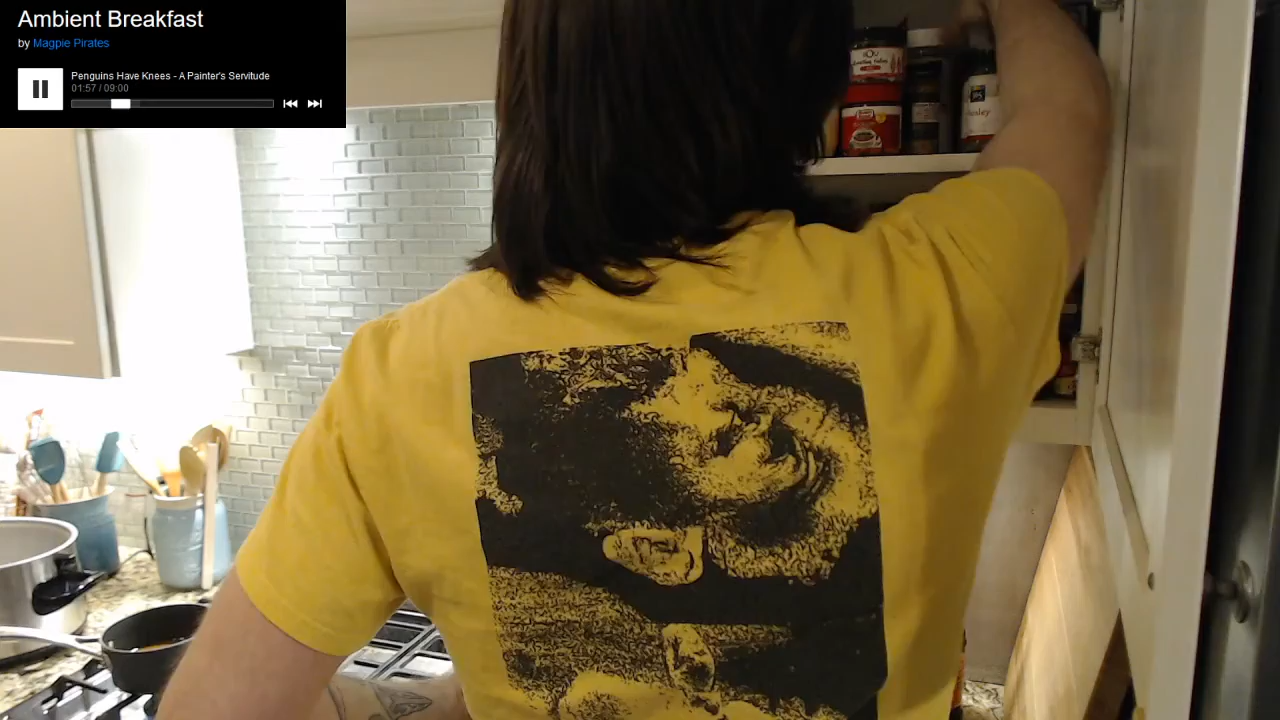 Ambient Breakfast
by Magpie Pirates
Penguins Have Knees - A Painter's Servitude
01:57 / 09:00